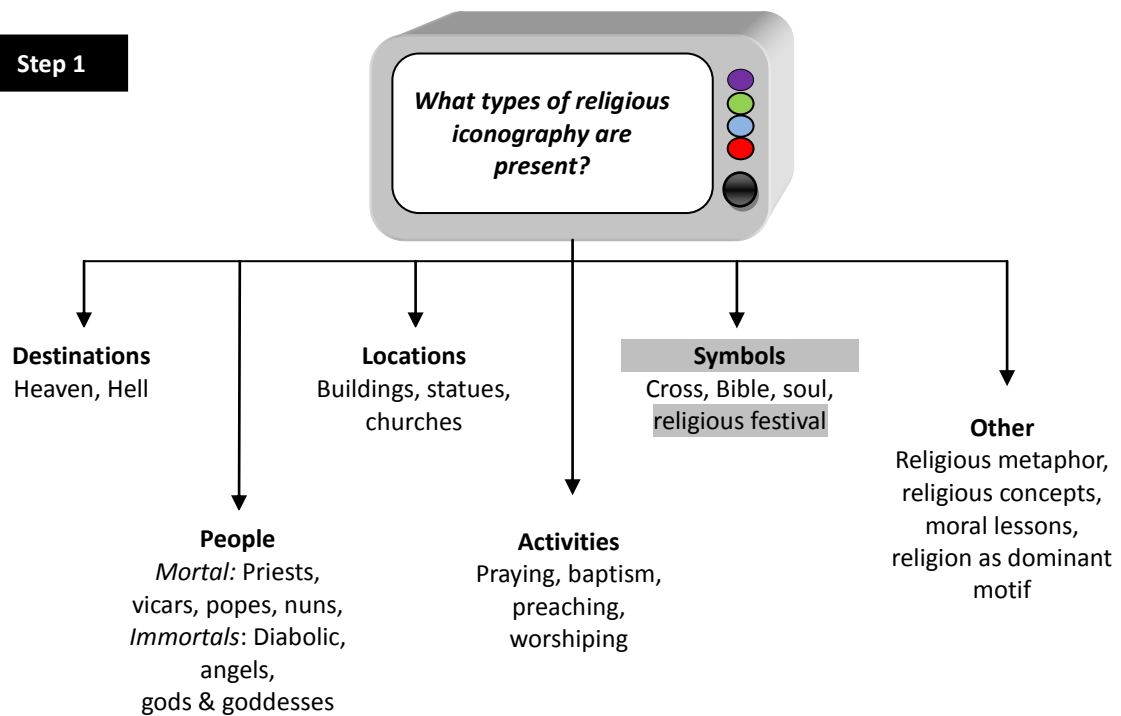 Step 1
What types of religious
iconography are
present?
Destinations
Heaven, Hell
Locations
Buildings, statues,
churches
Symbols
Cross, Bible, soul,
religious festival
Other
Religious metaphor,
religious concepts,
moral lessons,
religion as dominant
motif
People
Mortal: Priests,
vicars, popes, nuns,
Immortals: Diabolic,
angels,
gods & goddesses
Activities
Praying, baptism,
preaching,
worshiping